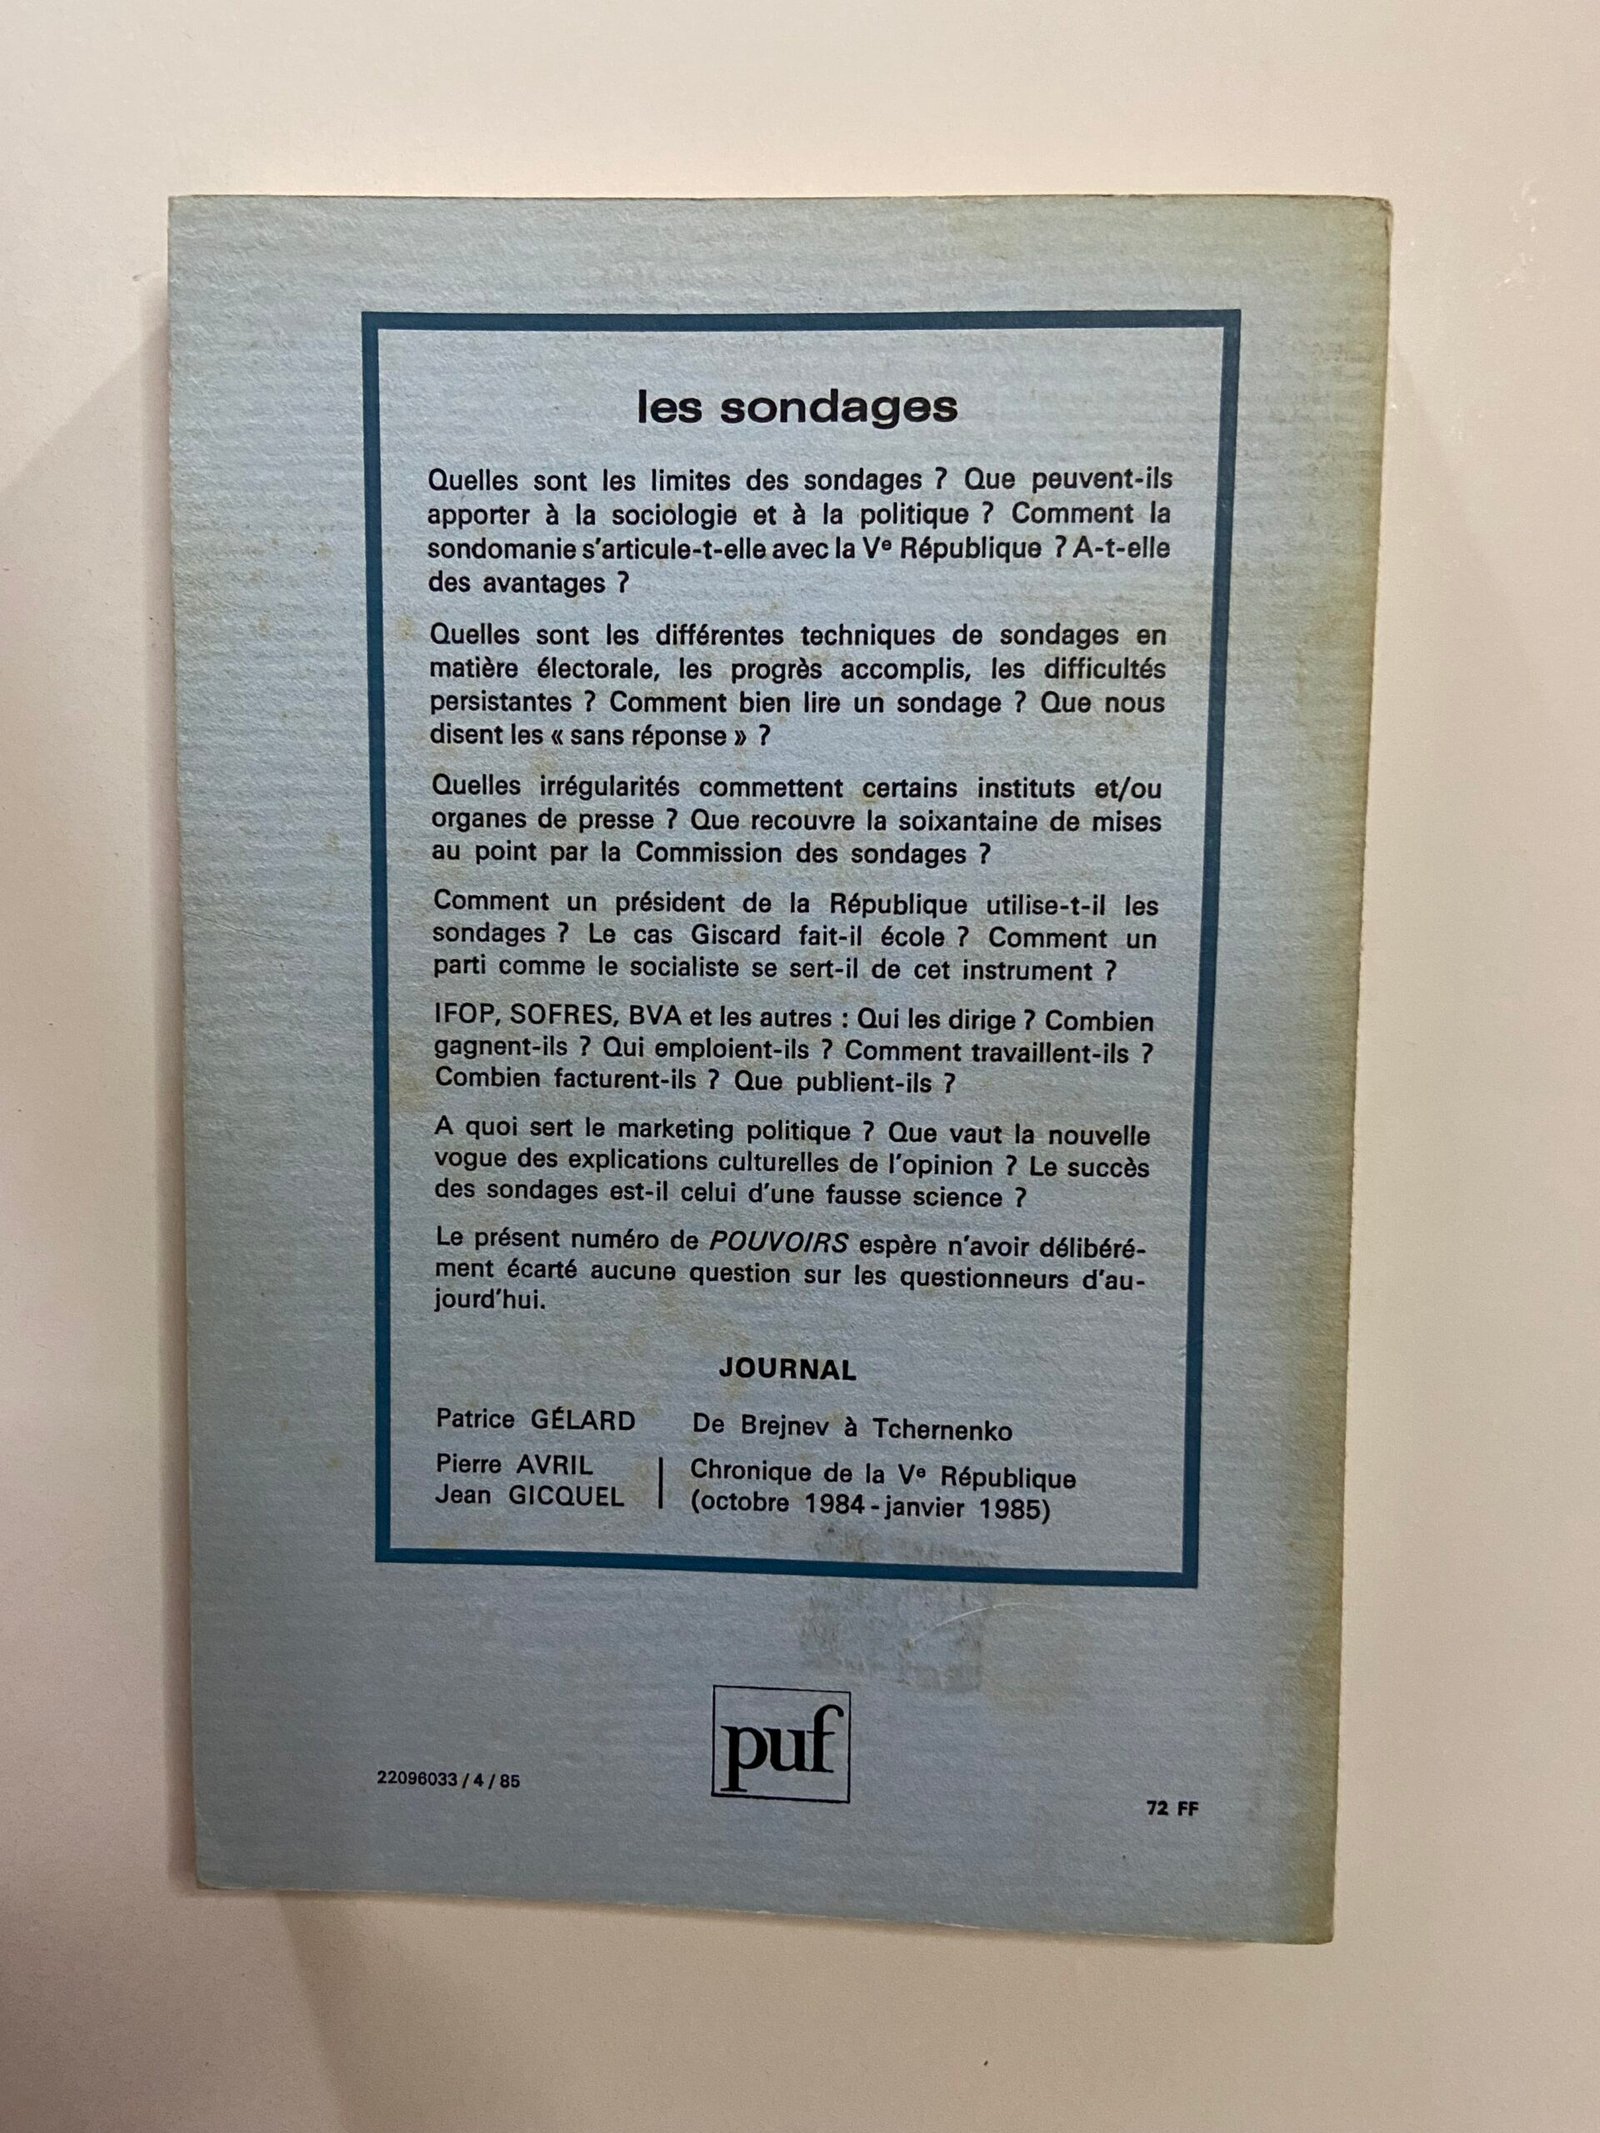 les sondages
Quelles sont les limites des sondages ? Que peuvent-ils
apporter à la sociologie et à la politique ? Comment la
sondomanie s'articule-t-elle avec la Ve République ? A-t-elle
des avantages ?
Quelles sont les différentes techniques de sondages en
matière électorale, les progrès accomplis, les difficultés
persistantes ? Comment bien lire un sondage ? Que nous
disent les « sans réponse » ?
Quelles irrégularités commettent certains instituts et/ou
organes de presse ? Que recouvre la soixantaine de mises
au point par la Commission des sondages ?
Comment un président de la République utilise-t-il les
sondages ? Le cas Giscard fait-il école ? Comment un
parti comme le socialiste se sert-il de cet instrument ?
IFOP, SOFRES, BVA et les autres : Qui les dirige ? Combien
gagnent-ils ? Qui emploient-ils ? Comment travaillent-ils ?
Combien facturent-ils ? Que publient-ils ?
A quoi sert le marketing politique ? Que vaut la nouvelle
vogue des explications culturelles de l'opinion ? Le succès
des sondages est-il celui d'une fausse science ?
Le présent numéro de POUVOIRS espère n'avoir délibéré-
ment écarté aucune question sur les questionneurs d'au-
jourd'hui.
JOURNAL
Patrice GÉLARD De Brejnev à Tchernenko
Pierre AVRIL Chronique de la Ve République
Jean GICQUEL (octobre 1984 - janvier 1985)
puf
22096033 / 4 / 85
72 FF